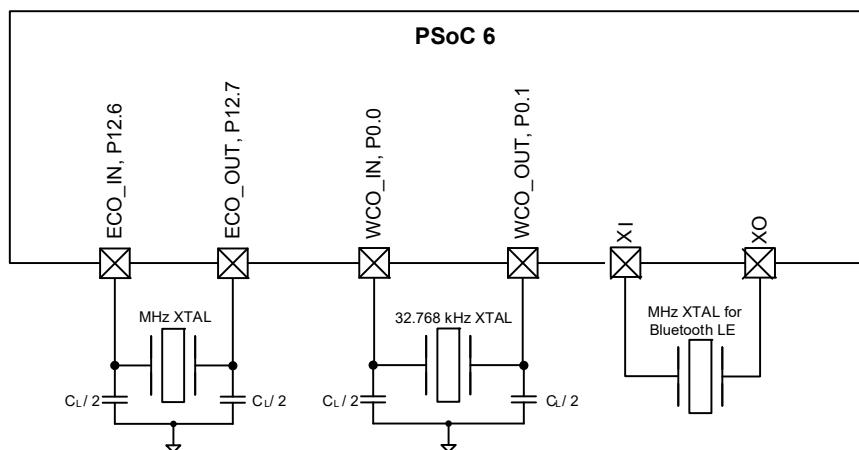 PSoC 6
ECO_IN, P12.6
ECO_OUT, P12.7
WCO_IN, P0.0
WCO_OUT, P0.1
XI
XO
MHz XTAL
32.768 kHz XTAL
MHz XTAL for
Bluetooth LE
CL/ 2
CL/ 2
CL/ 2
CL/ 2